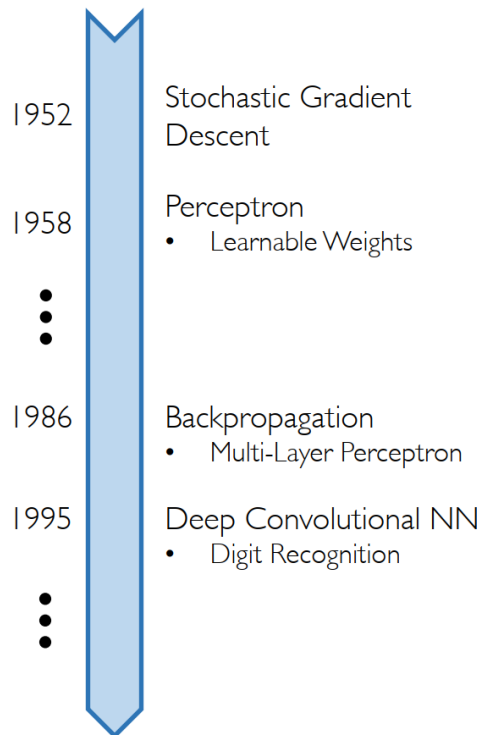 1952
Stochastic Gradient
Descent
1958
Perceptron
• Learnable Weights
1986
Backpropagation
• Multi-Layer Perceptron
1995
Deep Convolutional NN
• Digit Recognition